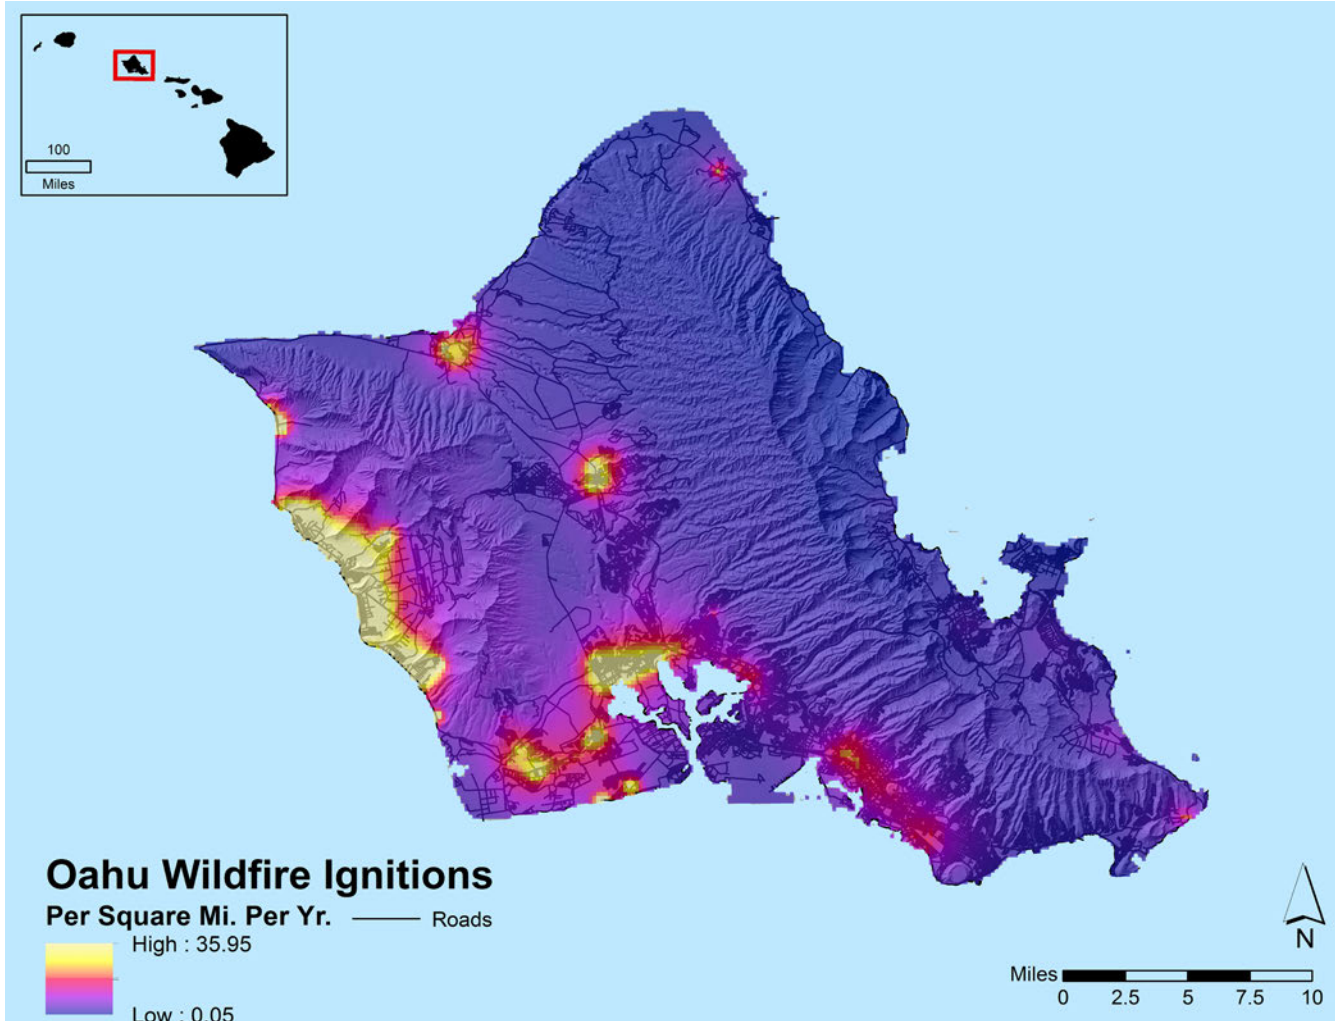 100
Miles
Oahu Wildfire Ignitions
Per Square Mi. Per Yr. Roads
High : 35.95
Low : 0.05
N
Miles
0 2.5 5 7.5 10